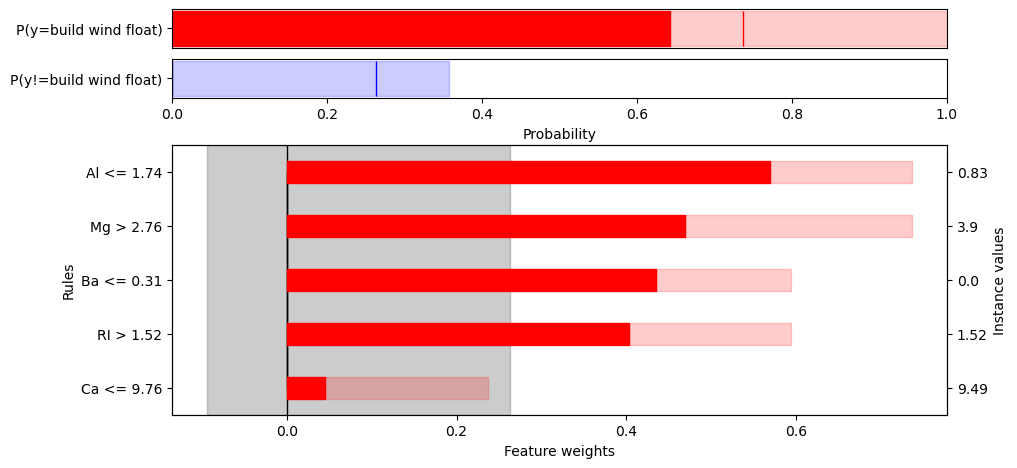 P(y=build wind float)
P(y!=build wind float)
0.0 0.2 0.4 0.6 0.8 1.0
Probability
Al <= 1.74 0.83
Mg > 2.76 3.9
Ba <= 0.31 0.0
RI > 1.52 1.52
Ca <= 9.76 9.49
Rules
Instance values
0.0 0.2 0.4 0.6
Feature weights